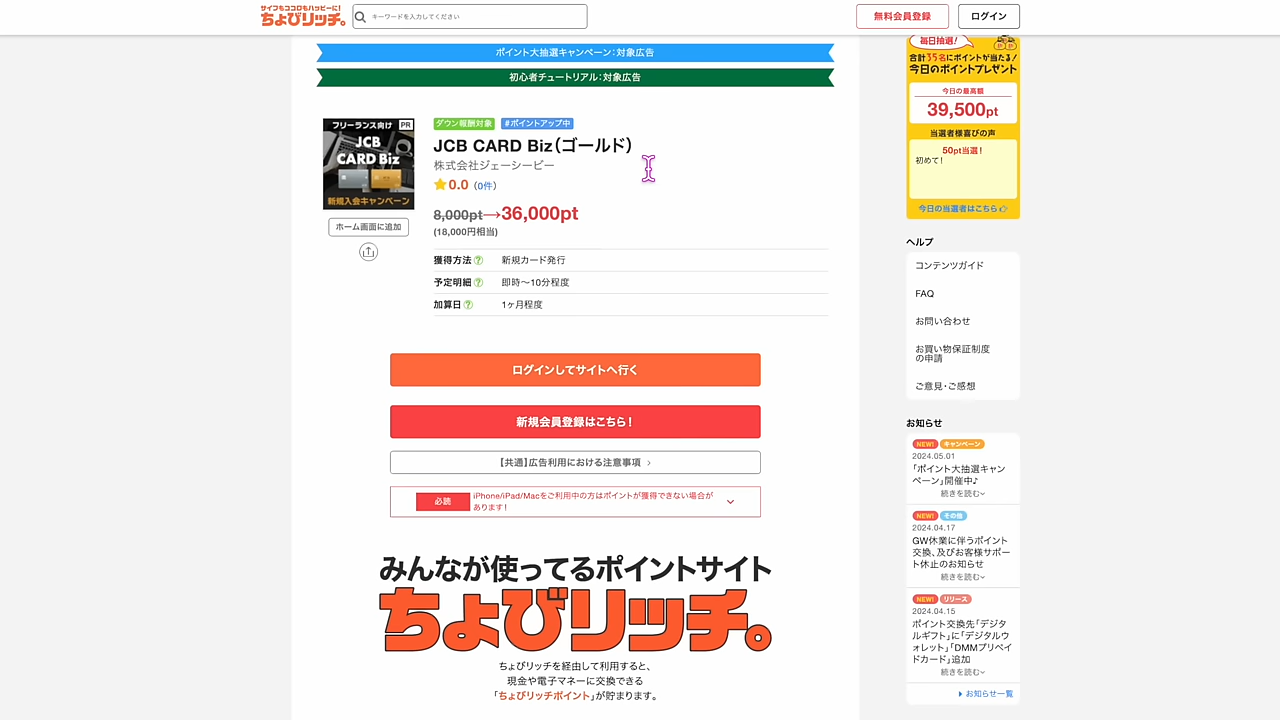 サイフもココロもハッピーに!
ちょびリッチ。
キーワードを入力してください
無料会員登録
ログイン
ポイント大抽選キャンペーン:対象広告
初心者チュートリアル:対象広告
フリーランス向け
PR
JCB
CARD Biz
新規入会キャンペーン
ホーム画面に追加
ダウン報酬対象
#ポイントアップ中
JCB CARD Biz(ゴールド)
株式会社ジェーシービー
0.0 (0件)
8,000pt→36,000pt
(18,000円相当)
獲得方法 ? 新規カード発行
予定明細 ? 即時〜10分程度
加算日 ? 1ヶ月程度
ログインしてサイトへ行く
新規会員登録はこちら!
【共通】広告利用における注意事項 ›
必読
iPhone/iPad/Macをご利用中の方はポイントが獲得できない場合が
あります!
みんなが使ってるポイントサイト
ちょびリッチ。
ちょびリッチを経由して利用すると、
現金や電子マネーに交換できる
「ちょびリッチポイント」が貯まります。
毎日抽選!
合計35名にポイントが当たる!
今日のポイントプレゼント
今日の最高額
39,500pt
当選者様喜びの声
50pt当選!
初めて!
今日の当選者はこちら
ヘルプ
コンテンツガイド
FAQ
お問い合わせ
お買い物保証制度
の申請
ご意見・ご感想
お知らせ
NEW! キャンペーン
2024.05.01
「ポイント大抽選キャン
ペーン」開催中♪
続きを読む
NEW! その他
2024.04.17
GW休業に伴うポイント
交換、及びお客様サポー
ト休止のお知らせ
続きを読む
NEW! リリース
2024.04.15
ポイント交換先「デジタ
ルギフト」に「デジタルウ
ォレット」「DMMプリペイ
ドカード」追加
続きを読む
お知らせ一覧